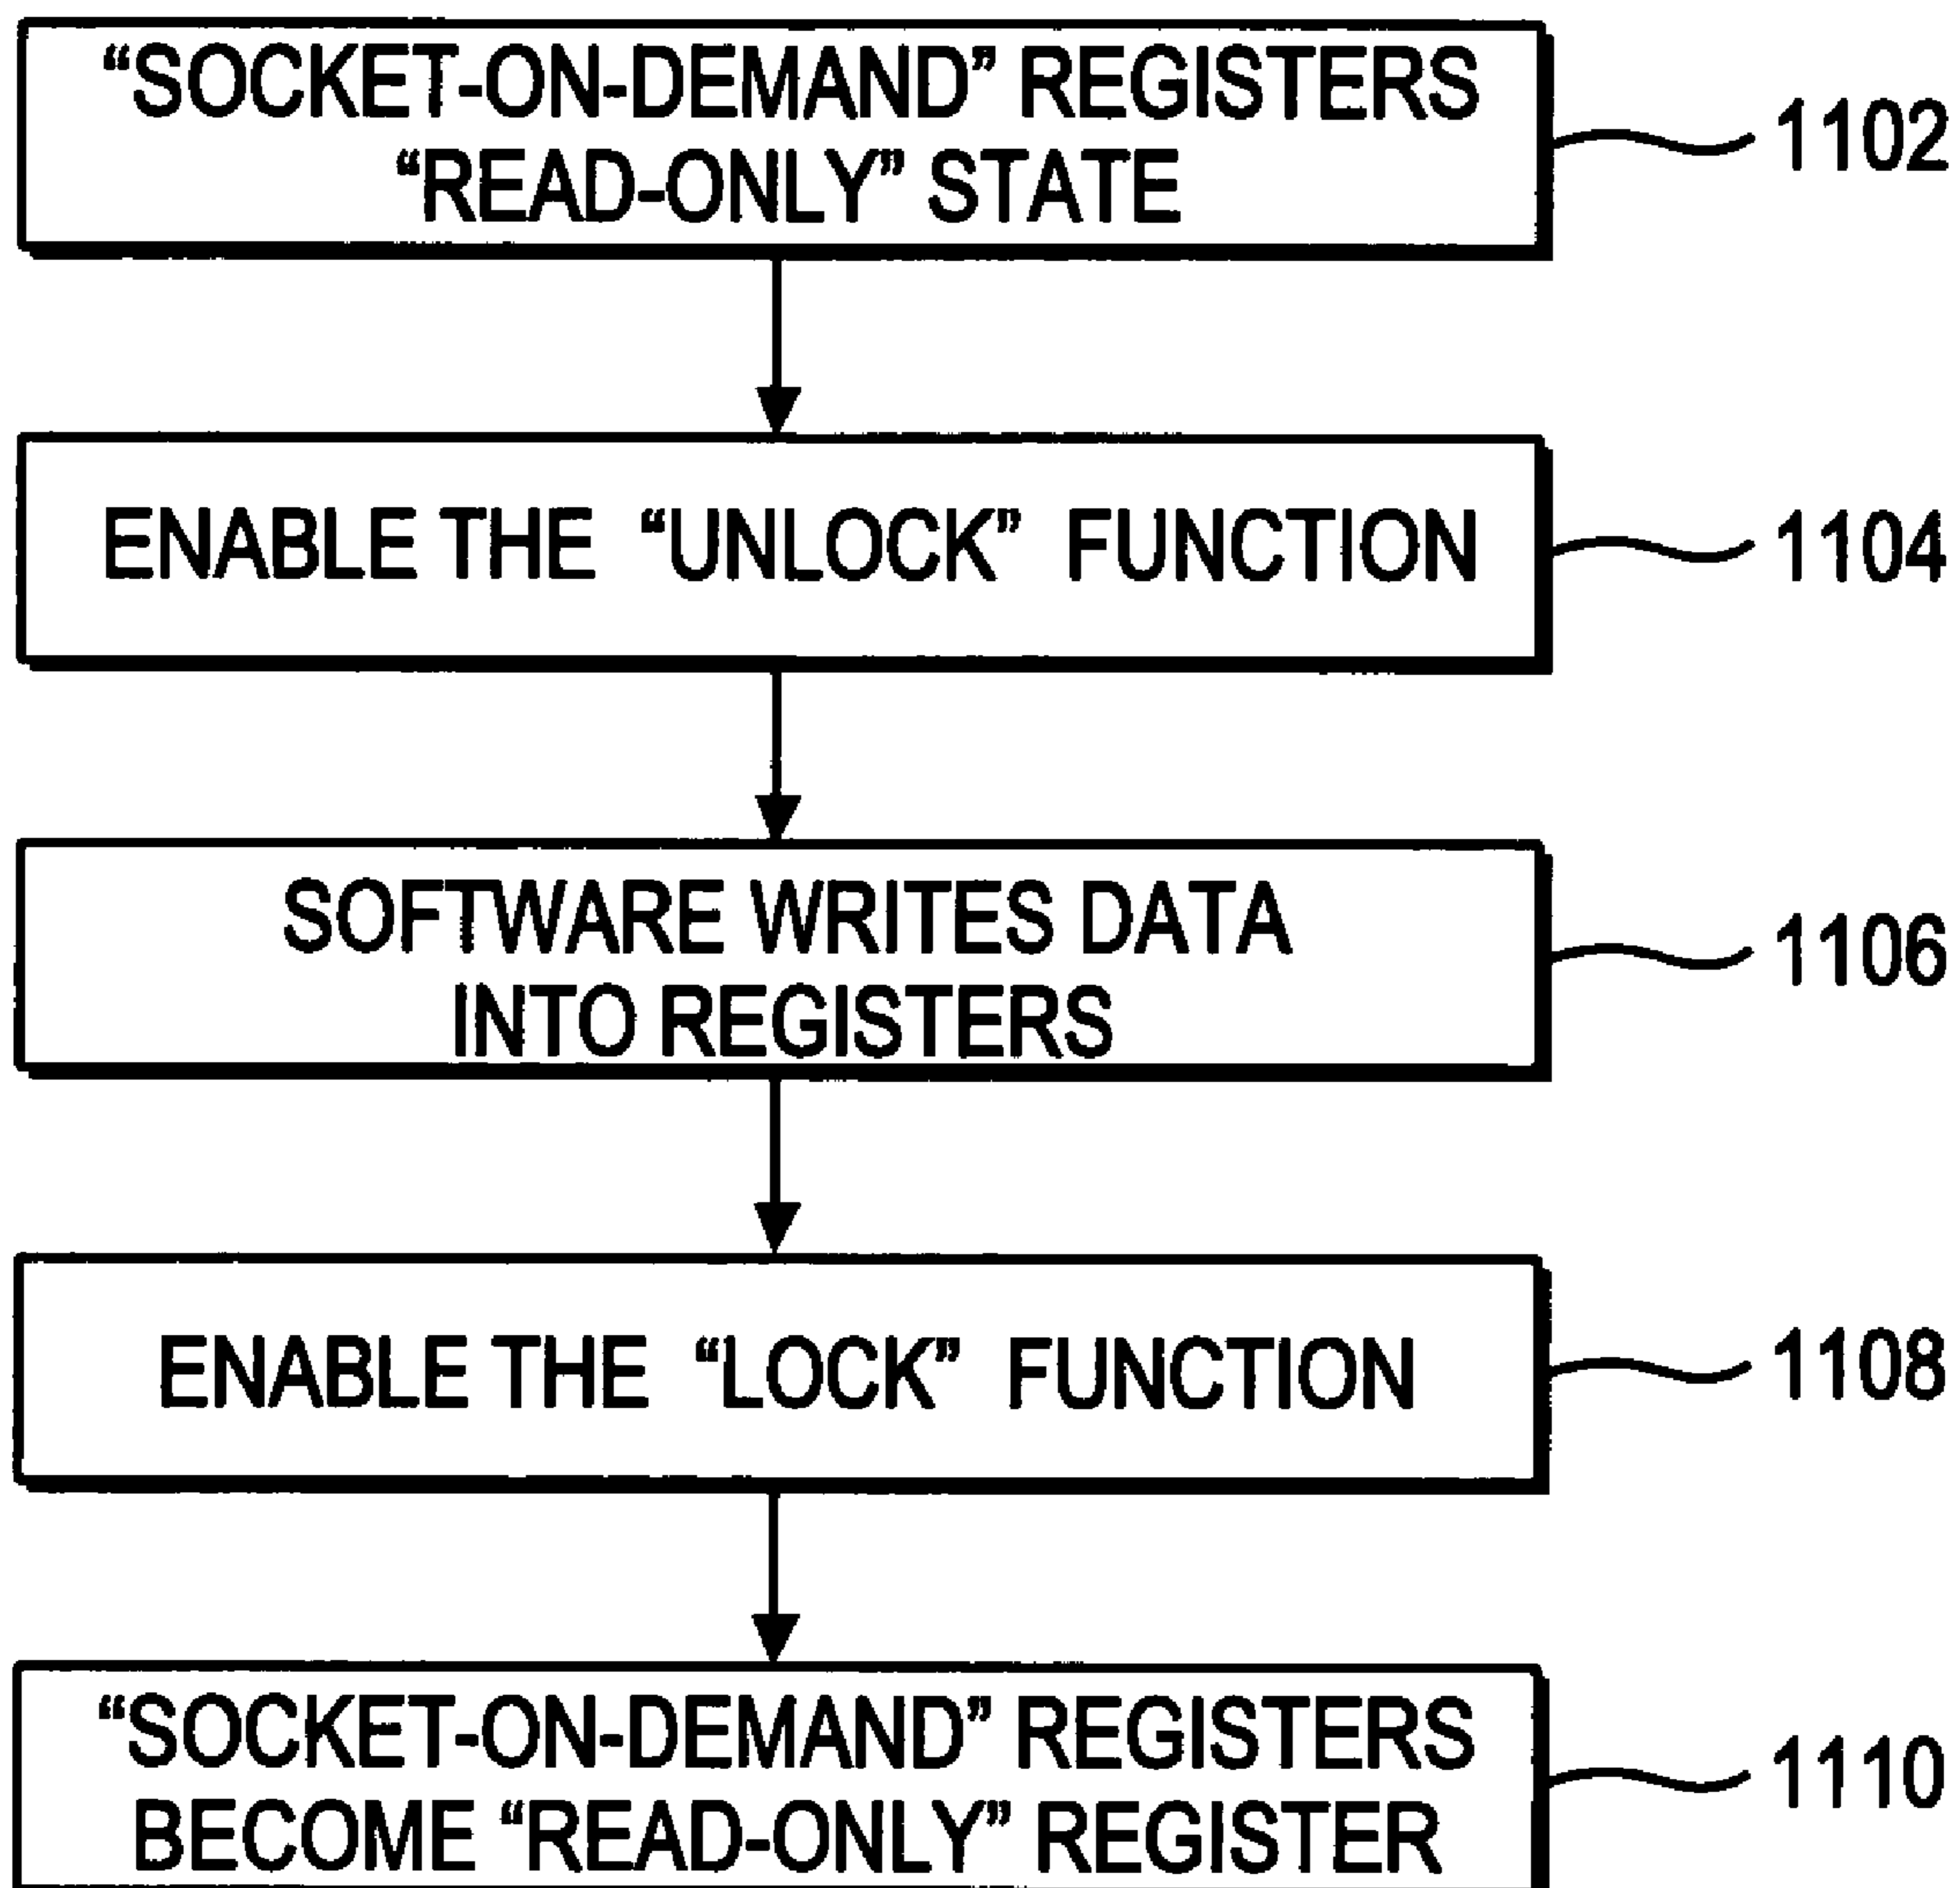 “SOCKET-ON-DEMAND” REGISTERS
“READ-ONLY” STATE
1102
ENABLE THE “UNLOCK” FUNCTION
1104
SOFTWARE WRITES DATA
INTO REGISTERS
1106
ENABLE THE “LOCK” FUNCTION
1108
“SOCKET-ON-DEMAND” REGISTERS
BECOME “READ-ONLY” REGISTER
1110